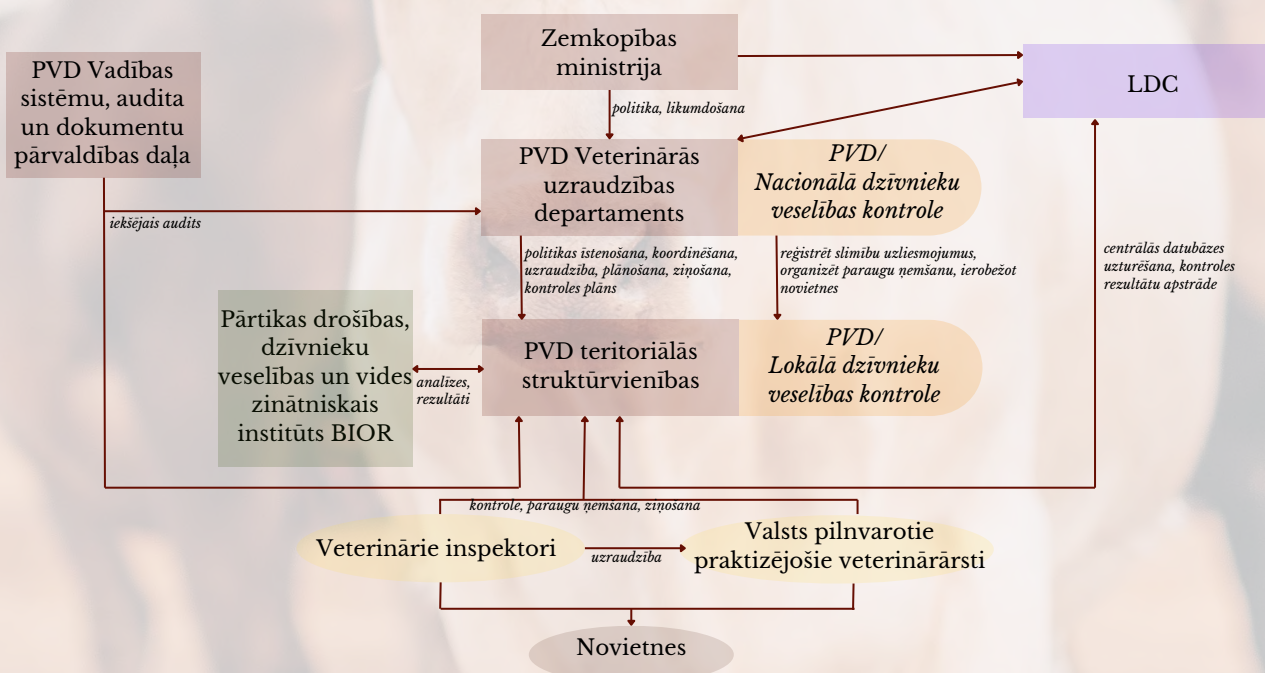 Zemkopības
ministrija
PVD Vadības
sistēmu, audita
un dokumentu
pārvaldības daļa
LDC
politika, likumdošana
PVD Veterinārās
uzraudzības
departaments
PVD/
Nacionālā dzīvnieku
veselības kontrole
iekšējais audits
politikas īstenošana, koordinēšana,
uzraudzība, plānošana, ziņošana,
kontroles plāns
reģistrēt slimību uzliesmojumus,
organizēt paraugu ņemšanu, ierobežot
novietnes
centrālās datubāzes
uzturēšana, kontroles
rezultātu apstrāde
Pārtikas drošības,
dzīvnieku
veselības un vides
zinātniskais
institūts BIOR
analīzes,
rezultāti
PVD teritoriālās
struktūrvienības
PVD/
Lokālā dzīvnieku
veselības kontrole
kontrole, paraugu ņemšana, ziņošana
Veterinārie inspektori
uzraudzība
Valsts pilnvarotie
praktizējošie veterinārārsti
Novietnes